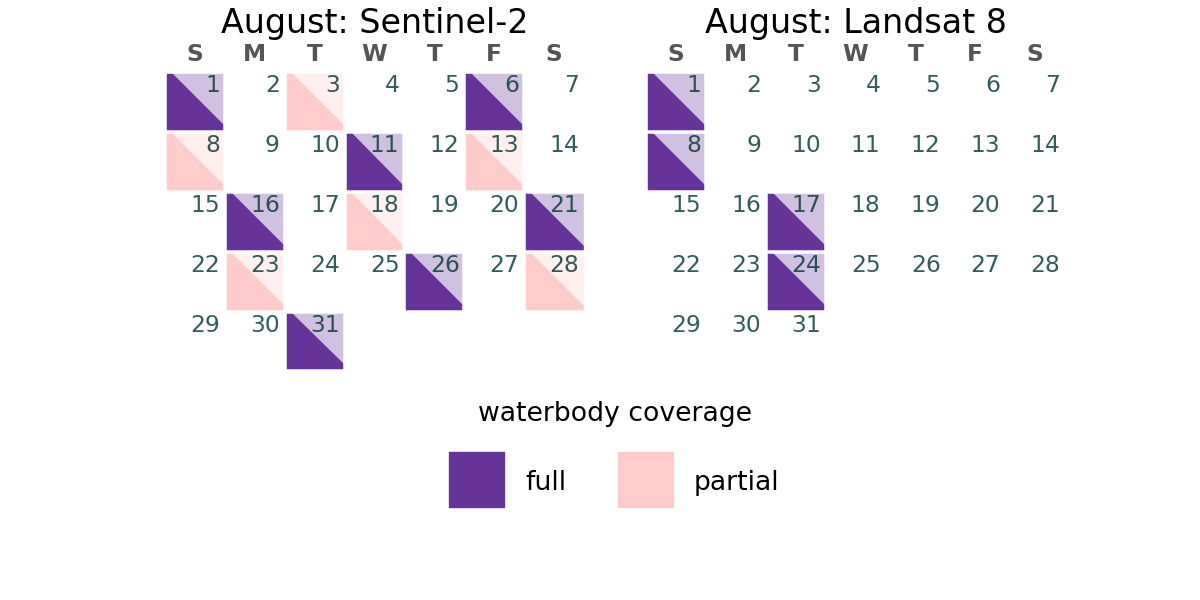 August: Sentinel-2
S M T W T F S
1 2 3 4 5 6 7
8 9 10 11 12 13 14
15 16 17 18 19 20 21
22 23 24 25 26 27 28
29 30 31
August: Landsat 8
S M T W T F S
1 2 3 4 5 6 7
8 9 10 11 12 13 14
15 16 17 18 19 20 21
22 23 24 25 26 27 28
29 30 31
waterbody coverage
full
partial